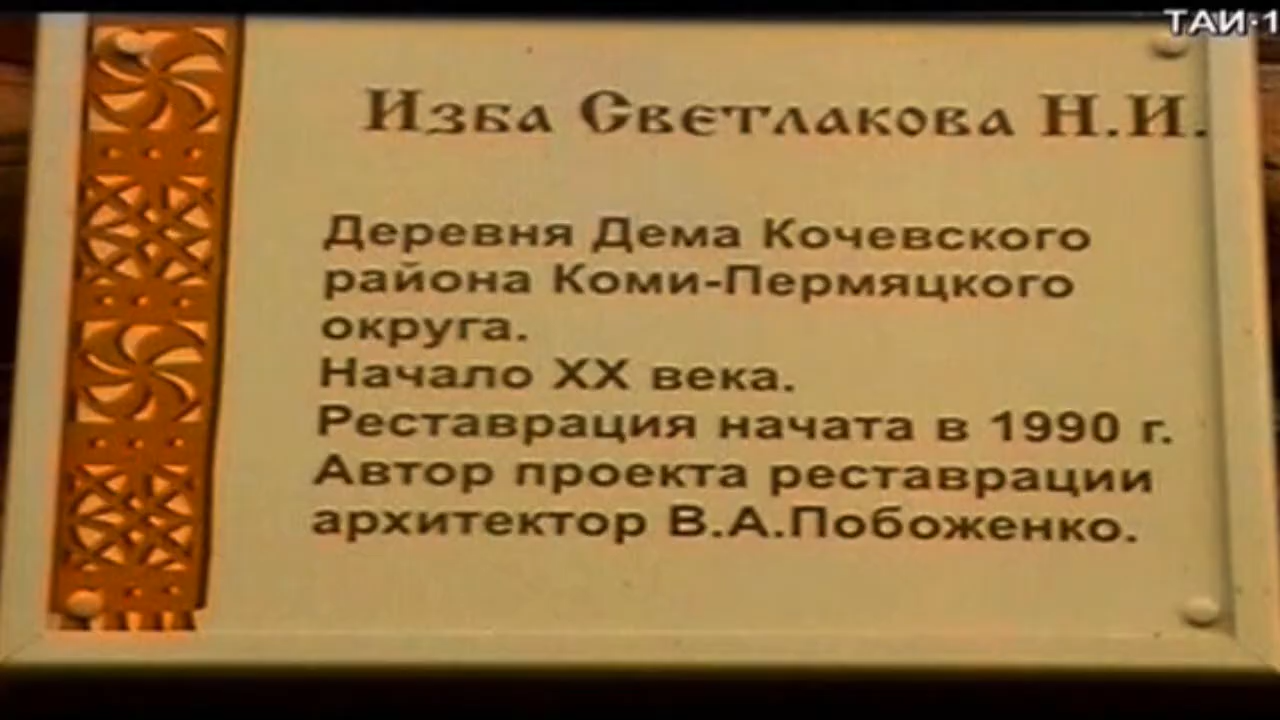 ТАИ·1
Изба Светлакова Н.И.
Деревня Дема Кочевского
района Коми-Пермяцкого
округа.
Начало XX века.
Реставрация начата в 1990 г.
Автор проекта реставрации
архитектор В.А.Побоженко.